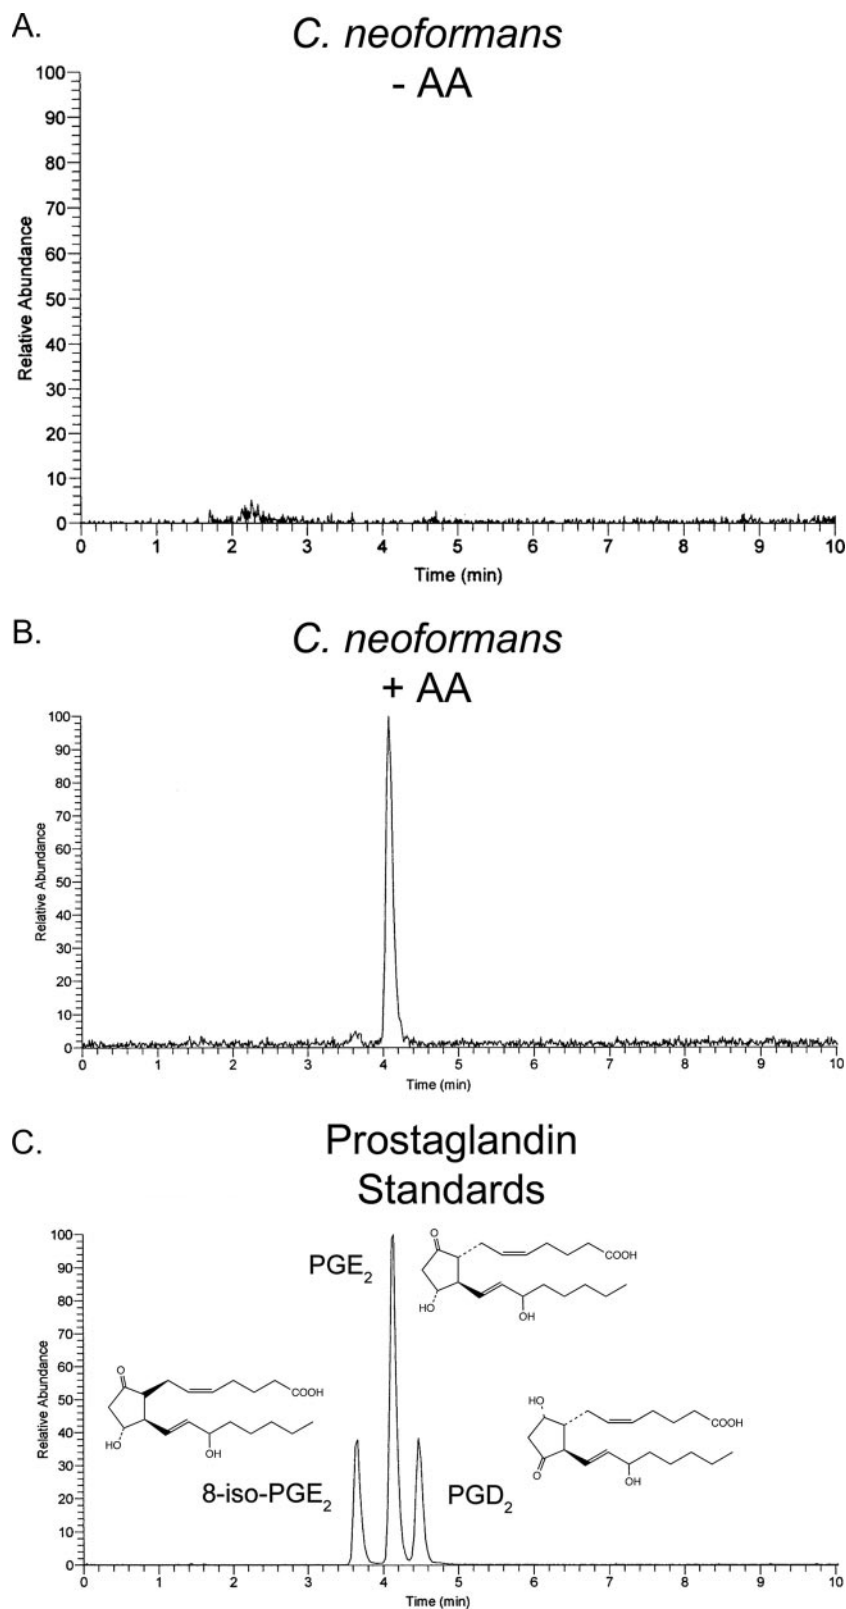 A.
C. neoformans
- AA
100
90
80
70
60
50
40
30
20
10
0
Relative Abundance
0 1 2 3 4 5 6 7 8 9 10
Time (min)
B.
C. neoformans
+ AA
100
90
80
70
60
50
40
30
20
10
0
Relative Abundance
0 1 2 3 4 5 6 7 8 9 10
Time (min)
C.
Prostaglandin
Standards
100
90
80
70
60
50
40
30
20
10
0
Relative Abundance
PGE₂
O
COOH
HO
OH
O
COOH
HO
OH
8-iso-PGE₂
HO
COOH
O
OH
PGD₂
0 1 2 3 4 5 6 7 8 9 10
Time (min)